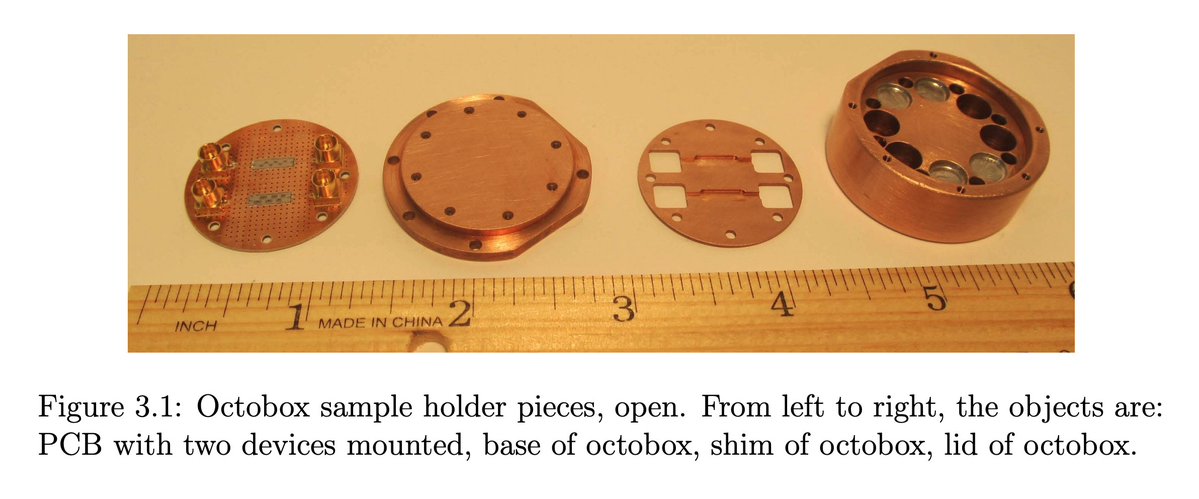 INCH
1
MADE IN CHINA
2
3
4
5
Figure 3.1: Octobox sample holder pieces, open. From left to right, the objects are:
PCB with two devices mounted, base of octobox, shim of octobox, lid of octobox.